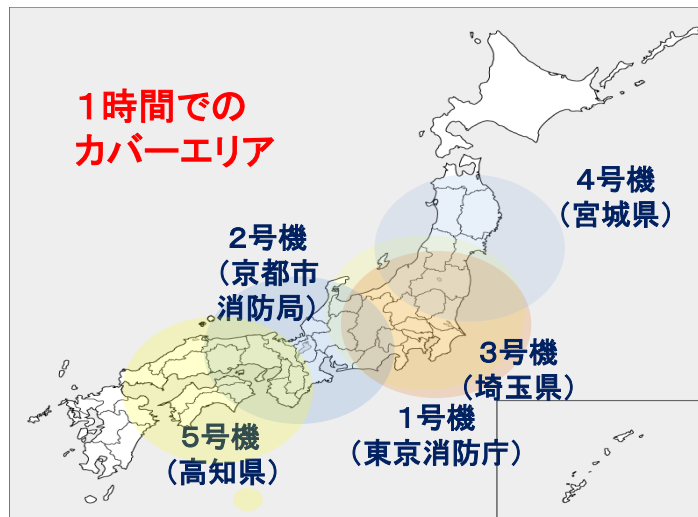 １時間での
カバーエリア
４号機
（宮城県）
２号機
（京都市
消防局）
３号機
（埼玉県）
１号機
（東京消防庁）
５号機
（高知県）